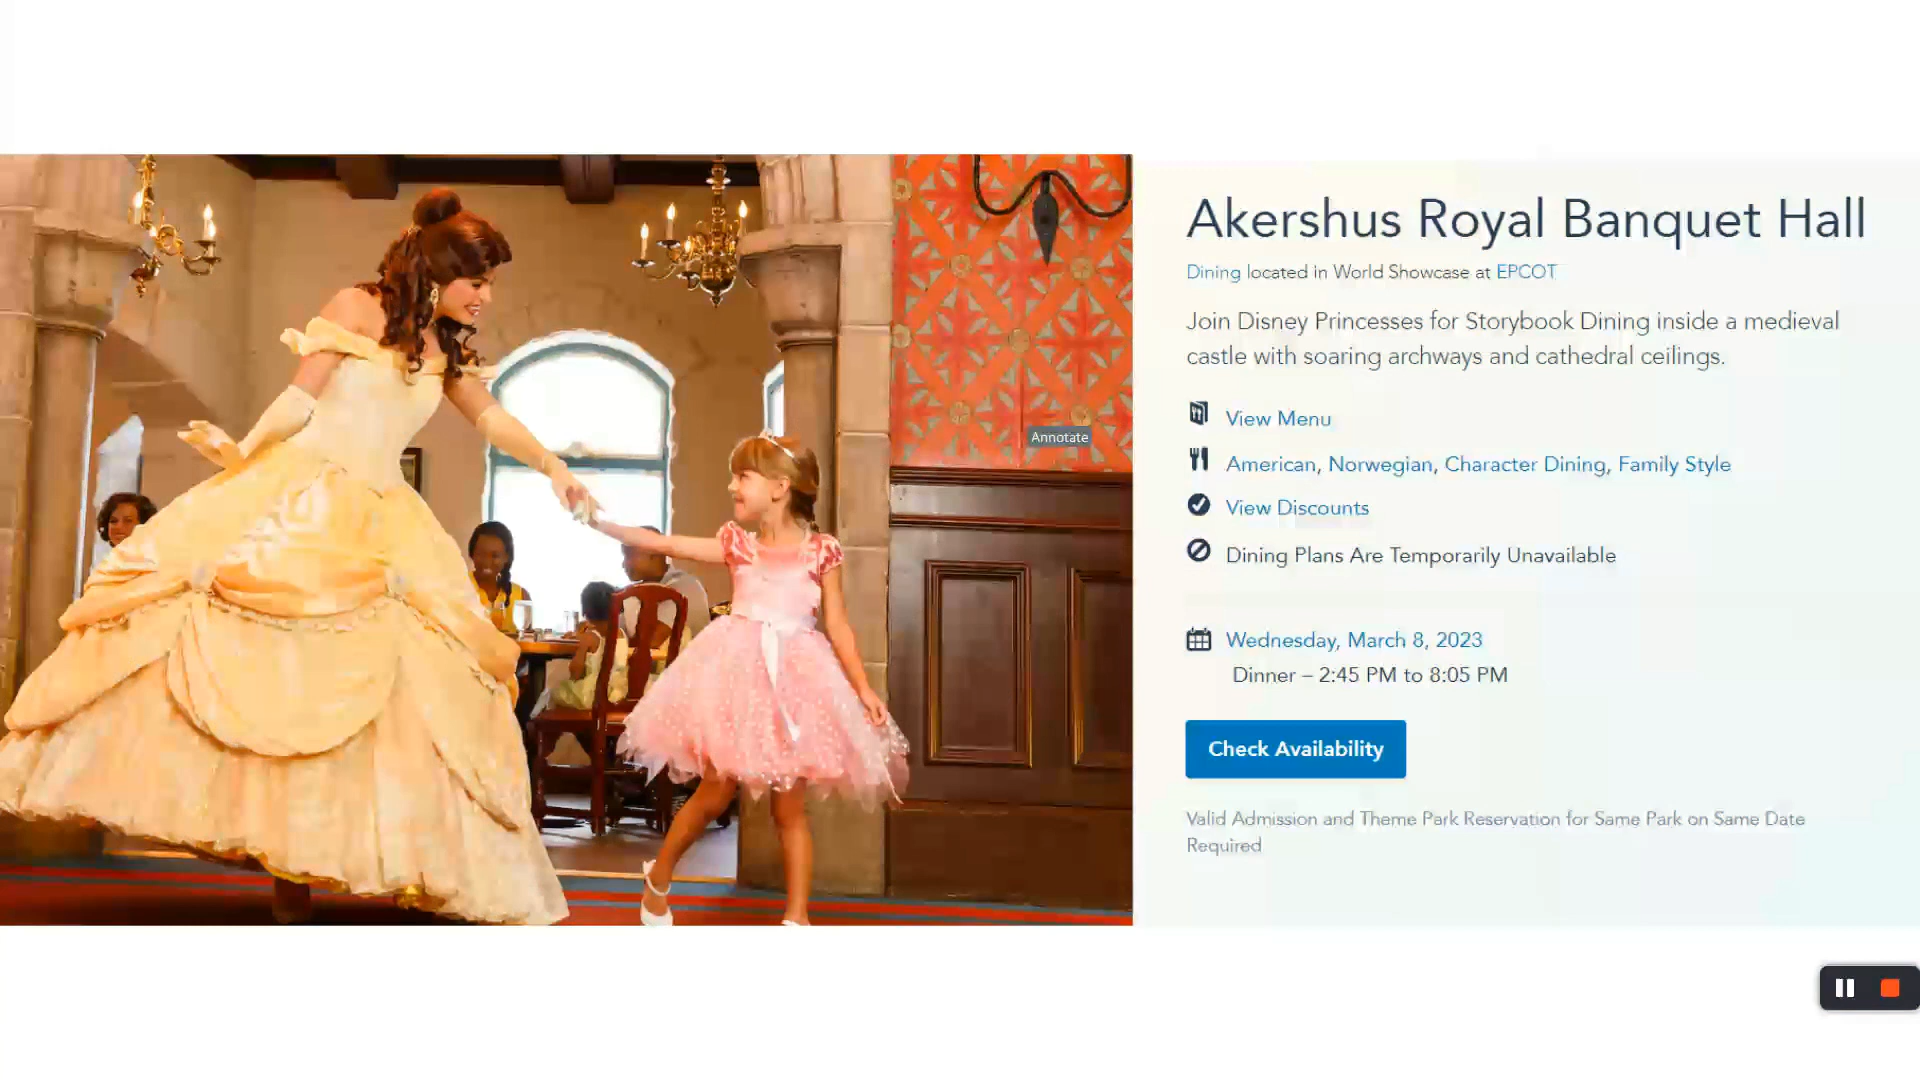 Akershus Royal Banquet Hall
Dining located in World Showcase at EPCOT
Join Disney Princesses for Storybook Dining inside a medieval
castle with soaring archways and cathedral ceilings.
Annotate
View Menu
American, Norwegian, Character Dining, Family Style
View Discounts
Dining Plans Are Temporarily Unavailable
Wednesday, March 8, 2023
Dinner – 2:45 PM to 8:05 PM
Check Availability
Valid Admission and Theme Park Reservation for Same Park on Same Date
Required